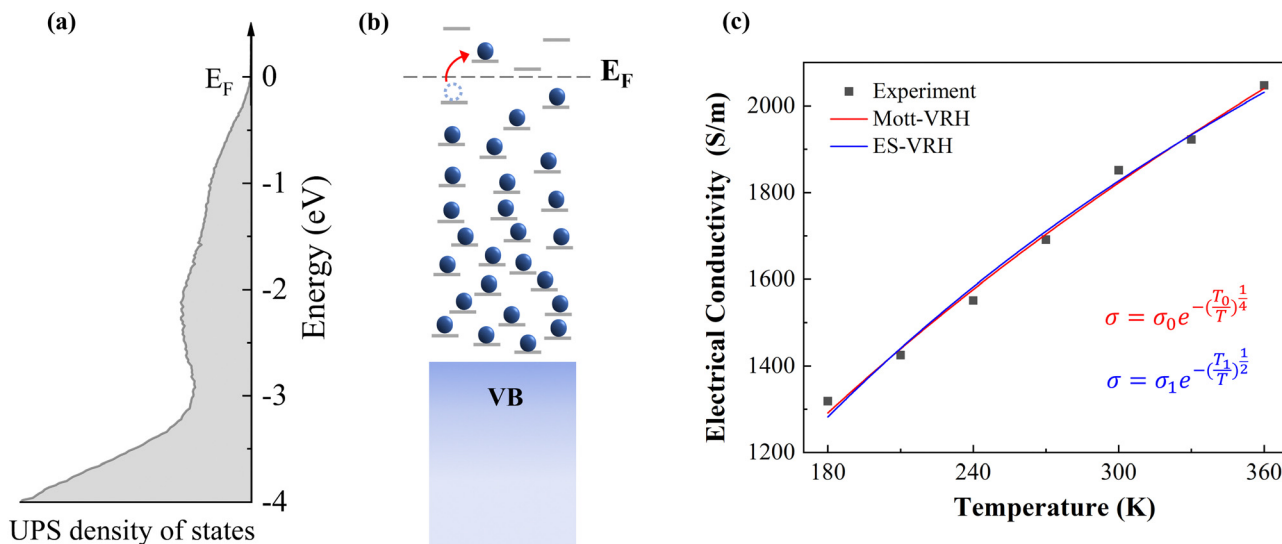 (a)
E_F
0
-1
-2
-3
-4
Energy (eV)
UPS density of states
(b)
E_F
VB
(c)
2000
1800
1600
1400
1200
Electrical Conductivity (S/m)
Experiment
Mott-VRH
ES-VRH
σ = σ₀e^{-(T₀/T)^{1/4}}
σ = σ₁e^{-(T₁/T)^{1/2}}
180 240 300 360
Temperature (K)